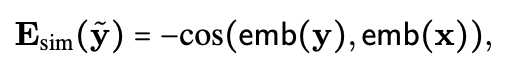 E_sim(ỹ) = −cos(emb(y), emb(x)),